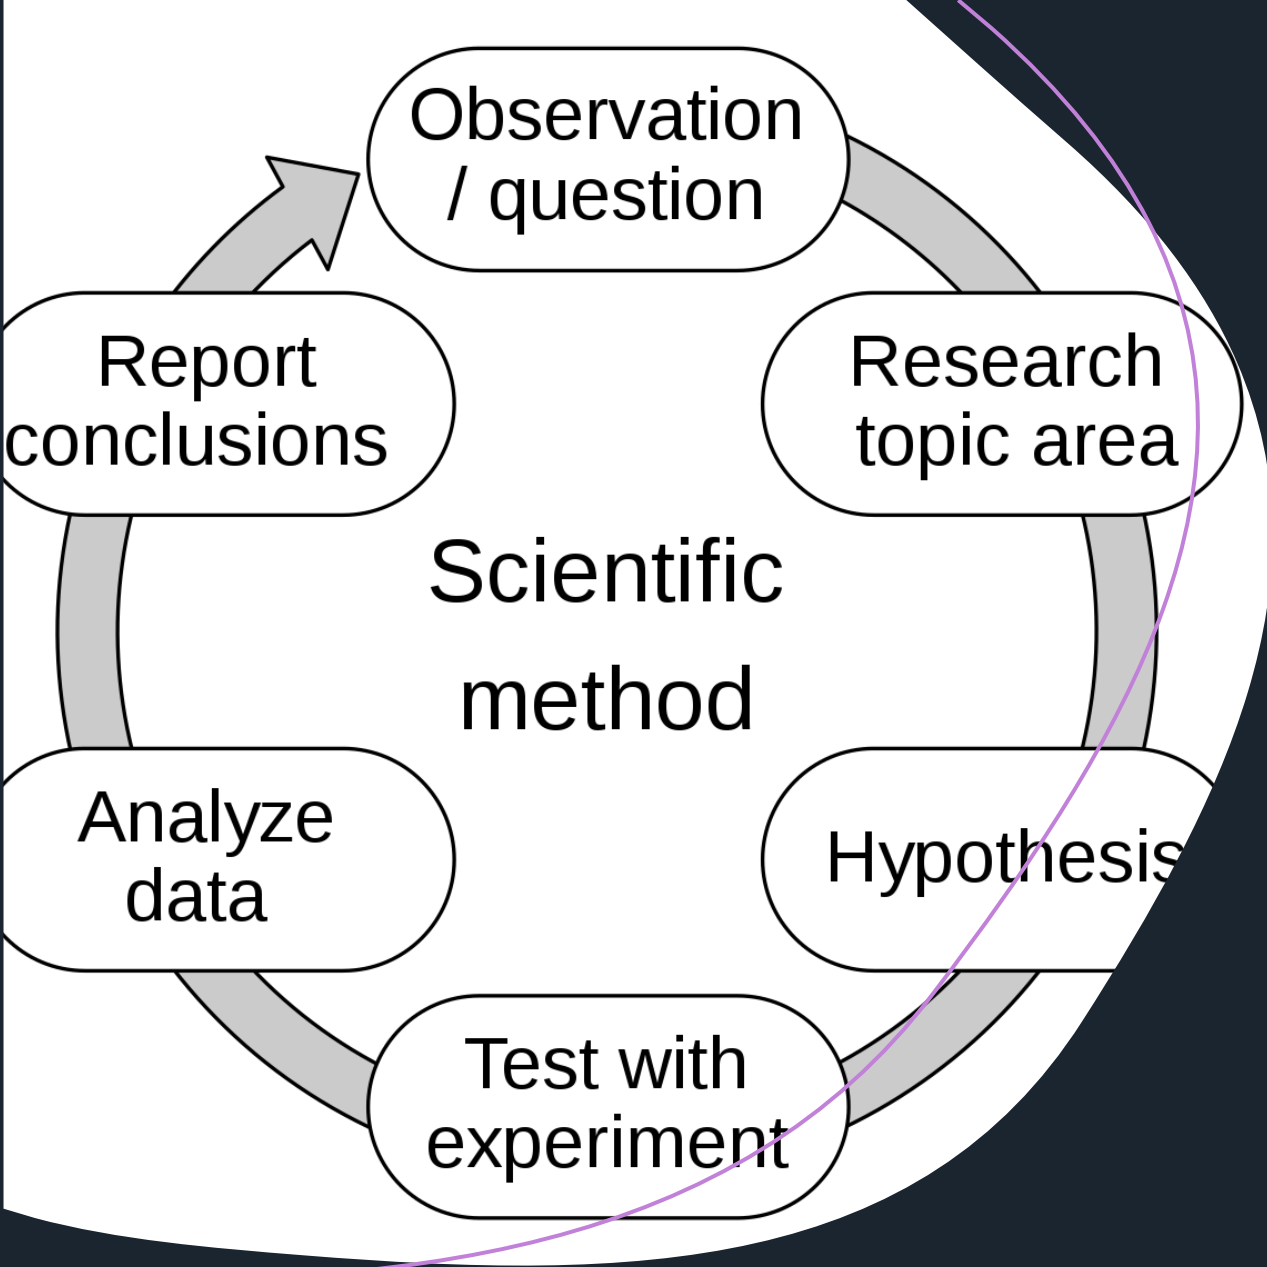 Observation
/ question
Research
topic area
Hypothesis
Test with
experiment
Analyze
data
Report
conclusions
Scientific
method